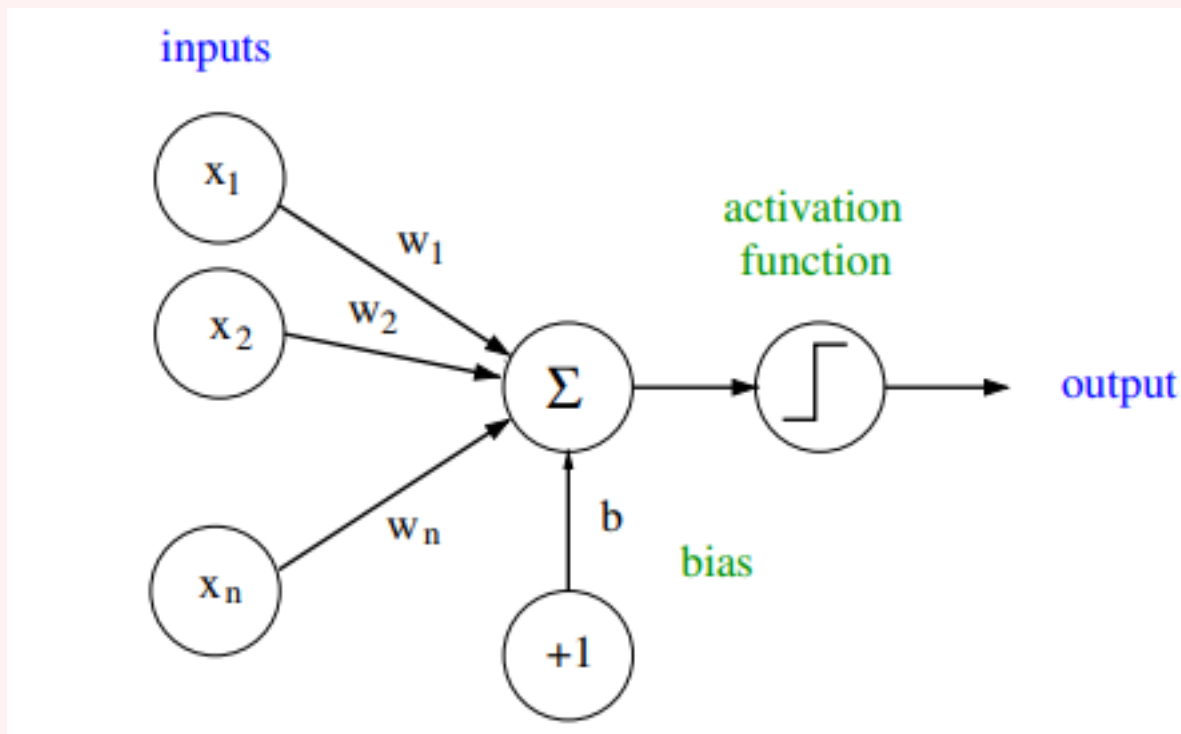 inputs
x₁
w₁
activation
function
x₂
w₂
Σ
output
wₙ
b
bias
xₙ
+1